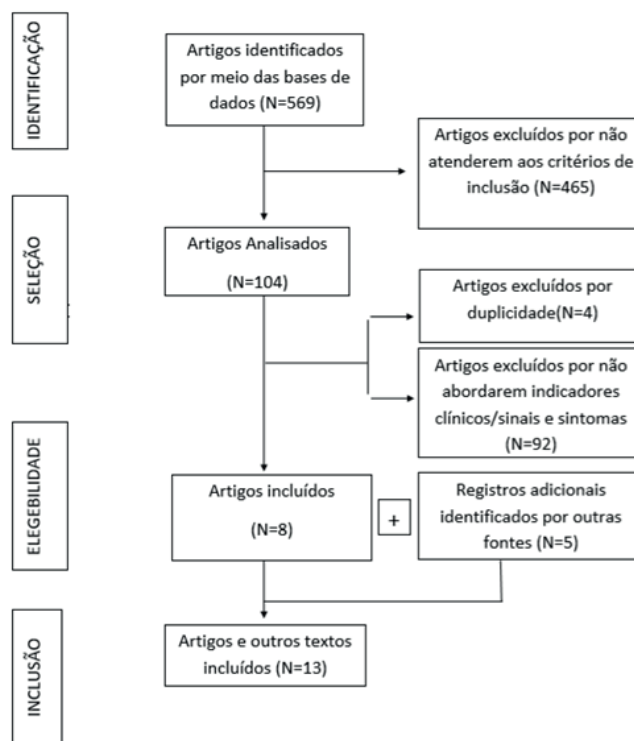 IDENTIFICAÇÃO
Artigos identificados
por meio das bases de
dados (N=569)
Artigos excluídos por não
atenderem aos critérios de
inclusão (N=465)
SELEÇÃO
Artigos Analisados
(N=104)
Artigos excluídos por
duplicidade(N=4)
Artigos excluídos por não
abordarem indicadores
clínicos/sinais e sintomas
(N=92)
ELEGEBILIDADE
Artigos incluídos
(N=8)
+
Registros adicionais
identificados por outras
fontes (N=5)
INCLUSÃO
Artigos e outros textos
incluídos (N=13)